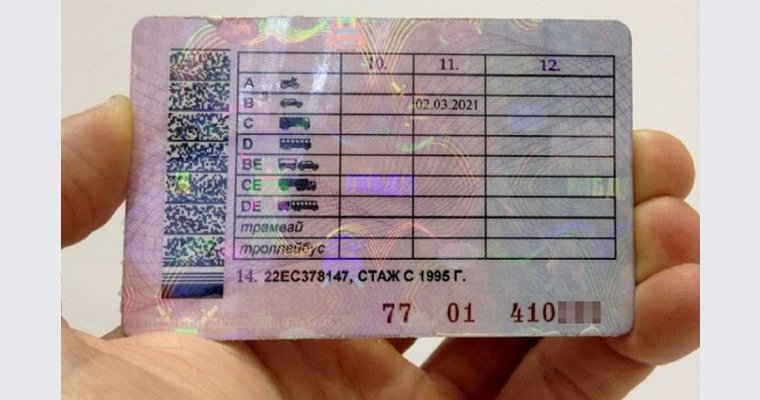 10. 11. 12.
A
B 02.03.2021
C
D
BE
CE
DE
трамвай
троллейбус
14. 22ЕС378147, СТАЖ С 1995 Г.
77 01 410